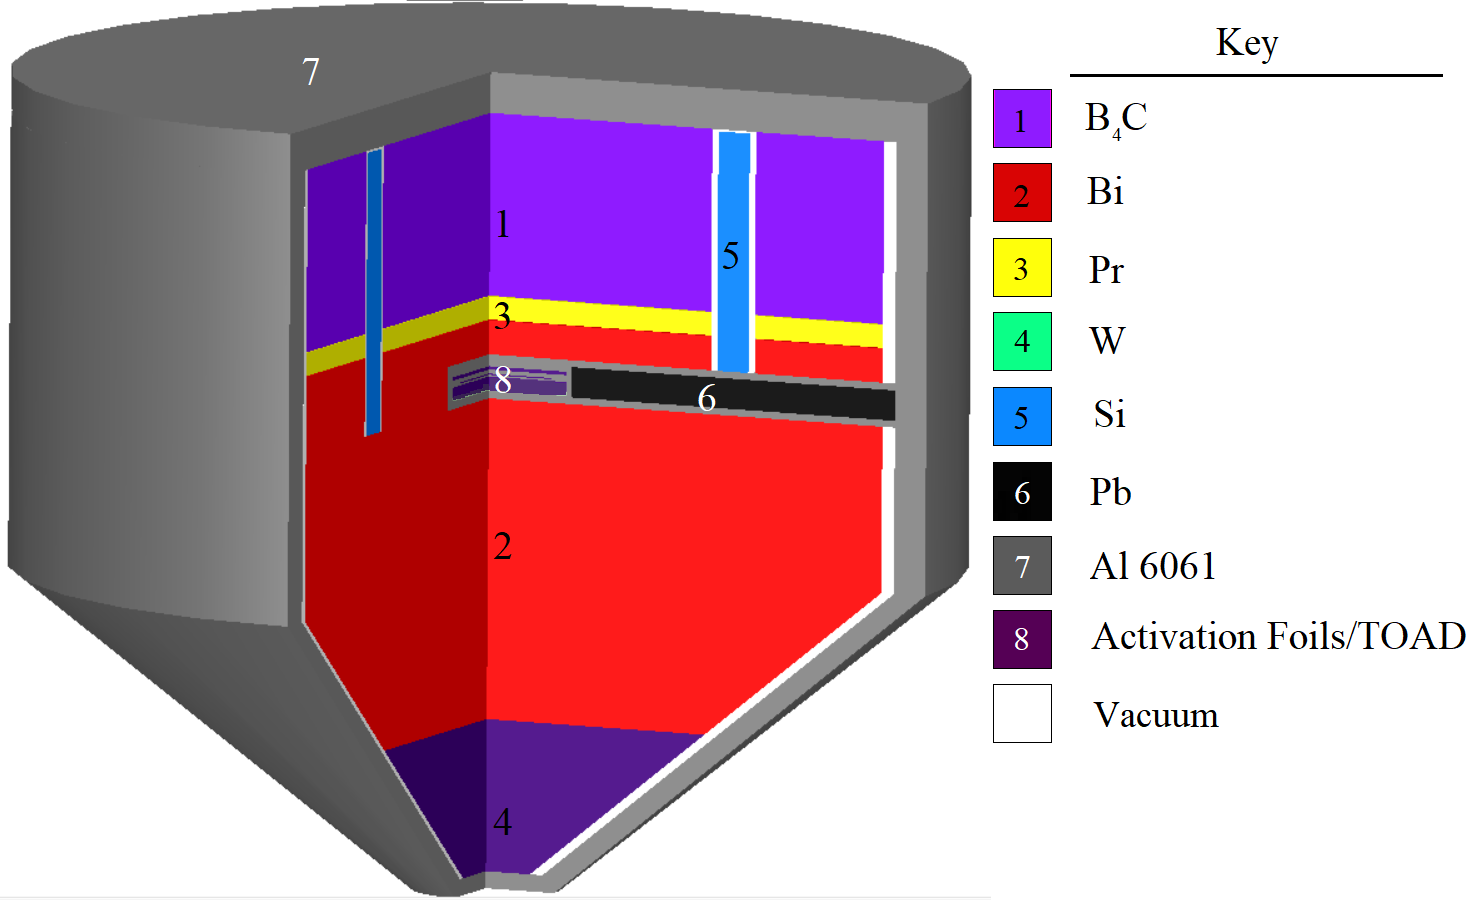 Key
7
1
3
8
5
6
2
4
1 B₄C
2 Bi
3 Pr
4 W
5 Si
6 Pb
7 Al 6061
8 Activation Foils/TOAD
Vacuum